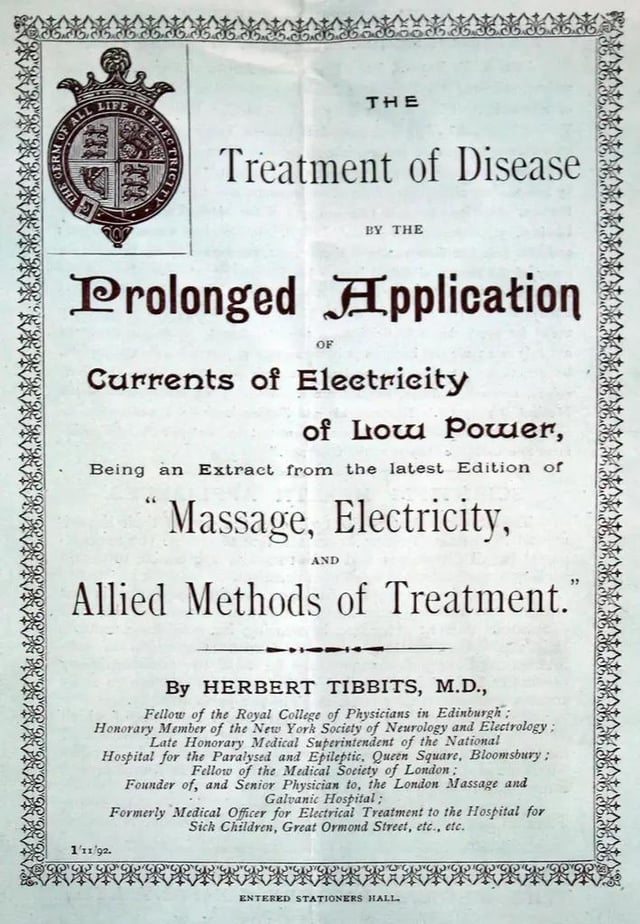 THE GERM OF ALL LIFE IS ELECTRICITY
THE
Treatment of Disease
BY THE
Prolonged Application
OF
Currents of Electricity
of Low Power,
Being an Extract from the latest Edition of
“ Massage, Electricity,
AND
Allied Methods of Treatment.”
By HERBERT TIBBITS, M.D.,
Fellow of the Royal College of Physicians in Edinburgh ;
Honorary Member of the New York Society of Neurology and Electrology ;
Late Honorary Medical Superintendent of the National
Hospital for the Paralysed and Epileptic, Queen Square, Bloomsbury ;
Fellow of the Medical Society of London ;
Founder of, and Senior Physician to, the London Massage and
Galvanic Hospital ;
Formerly Medical Officer for Electrical Treatment to the Hospital for
Sick Children, Great Ormond Street, etc., etc.
1/11/92.
ENTERED STATIONERS HALL.